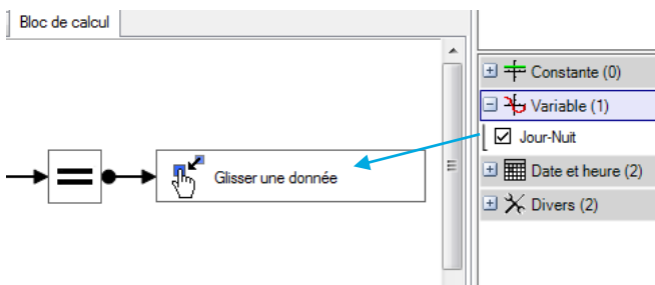 Bloc de calcul
Constante (0)
Variable (1)
Jour-Nuit
Glisser une donnée
Date et heure (2)
Divers (2)